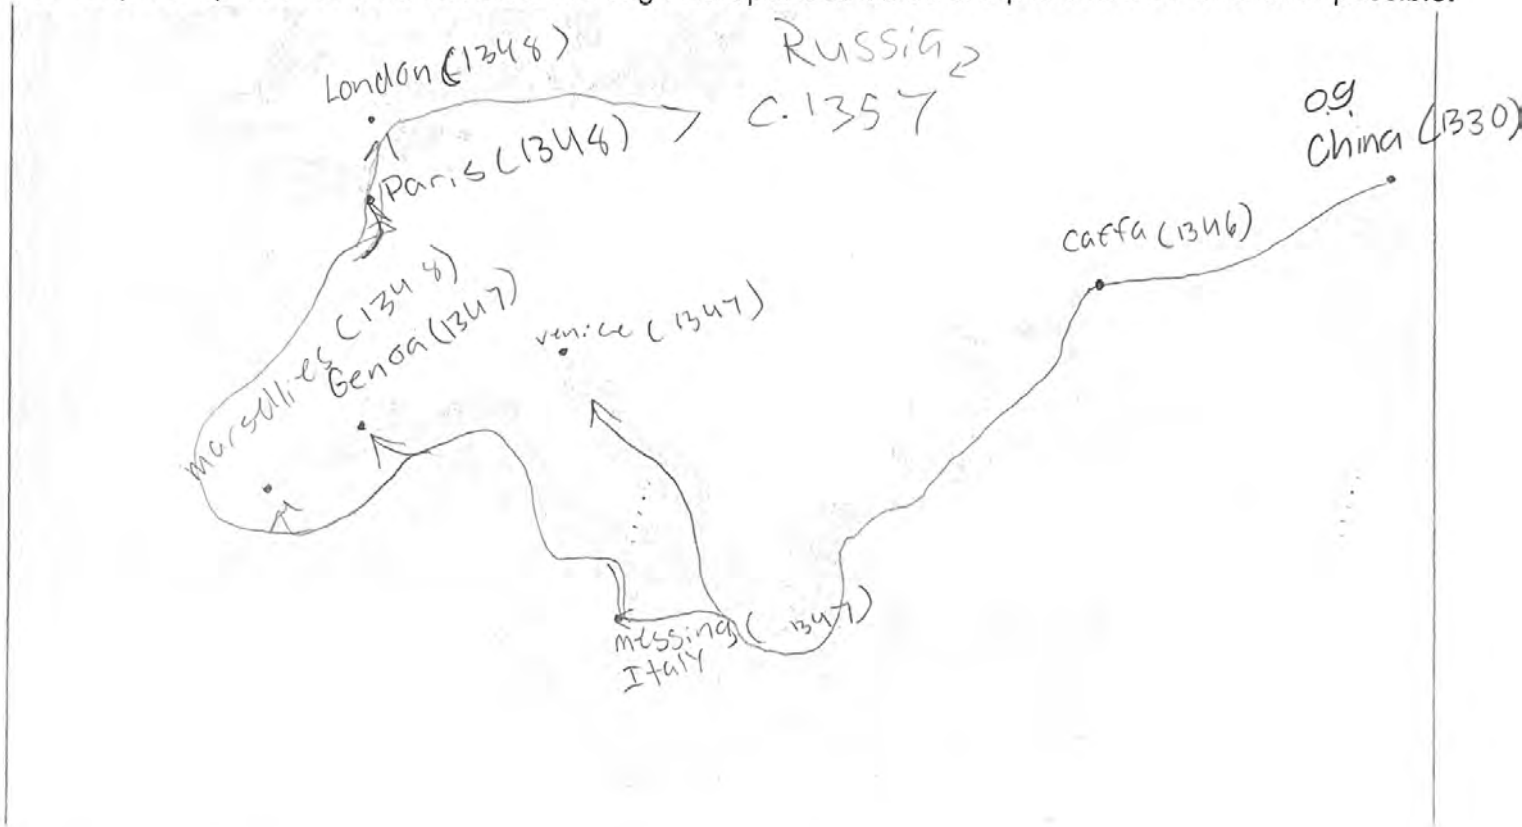 London (1348)
Russia
C. 1357
O.G.
China (1330)
Paris (1348)
Caffa (1346)
Marsellies (1348)
Genoa (1347)
Venice (1347)
Messina (1347)
Italy